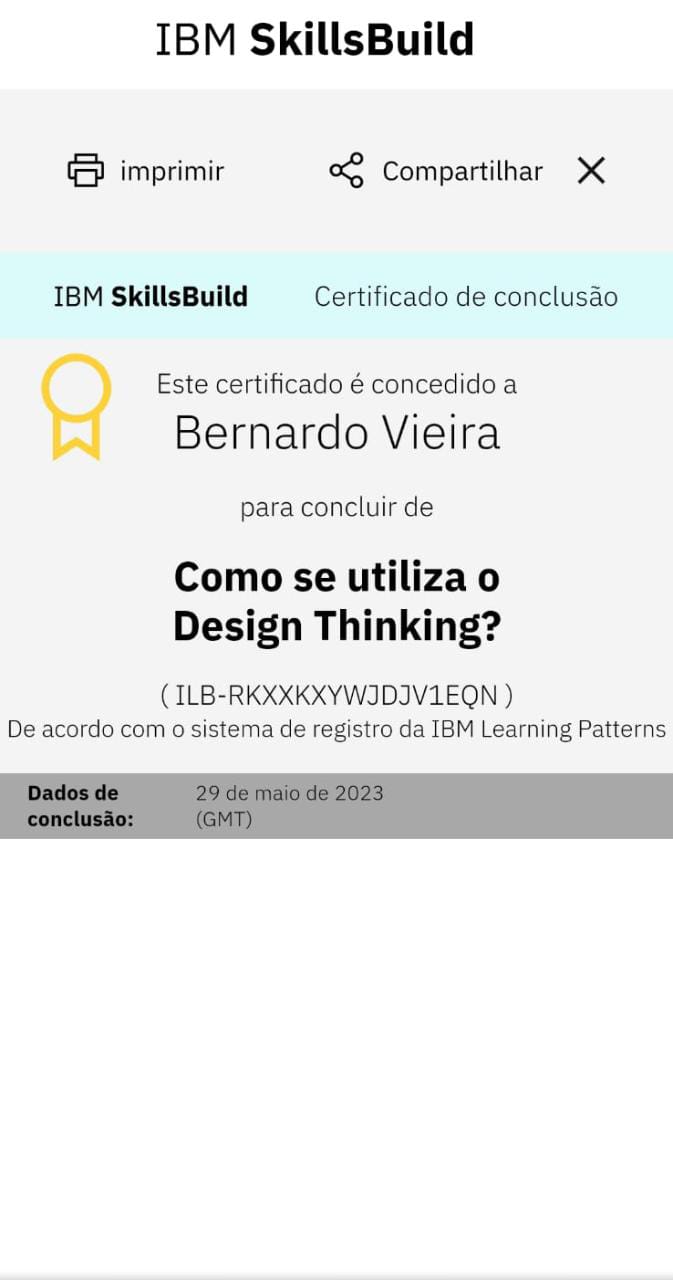 IBM SkillsBuild
imprimir
Compartilhar
IBM SkillsBuild
Certificado de conclusão
Este certificado é concedido a
Bernardo Vieira
para concluir de
Como se utiliza o
Design Thinking?
( ILB-RKXXKXYWJDJV1EQN )
De acordo com o sistema de registro da IBM Learning Patterns
Dados de
conclusão:
29 de maio de 2023
(GMT)